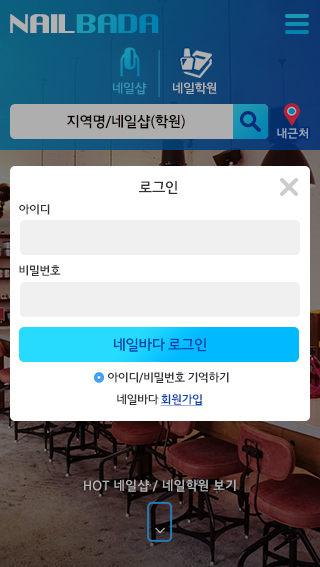 NAILBADA
네일샵
네일학원
지역명/네일샵(학원)
내근처
로그인
아이디
비밀번호
네일바다 로그인
아이디/비밀번호 기억하기
네일바다 회원가입
HOT 네일샵 / 네일학원 보기